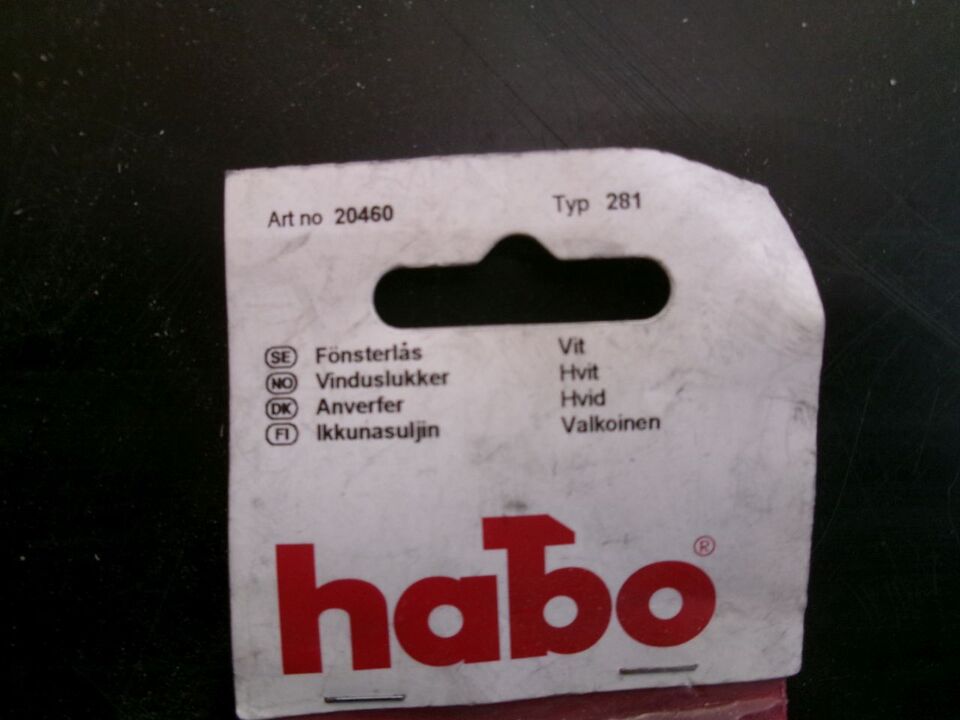 Art no 20460 Typ 281
SE Fönsterlås Vit
NO Vinduslukker Hvit
DK Anverfer Hvid
FI Ikkunasuljin Valkoinen
habo ®